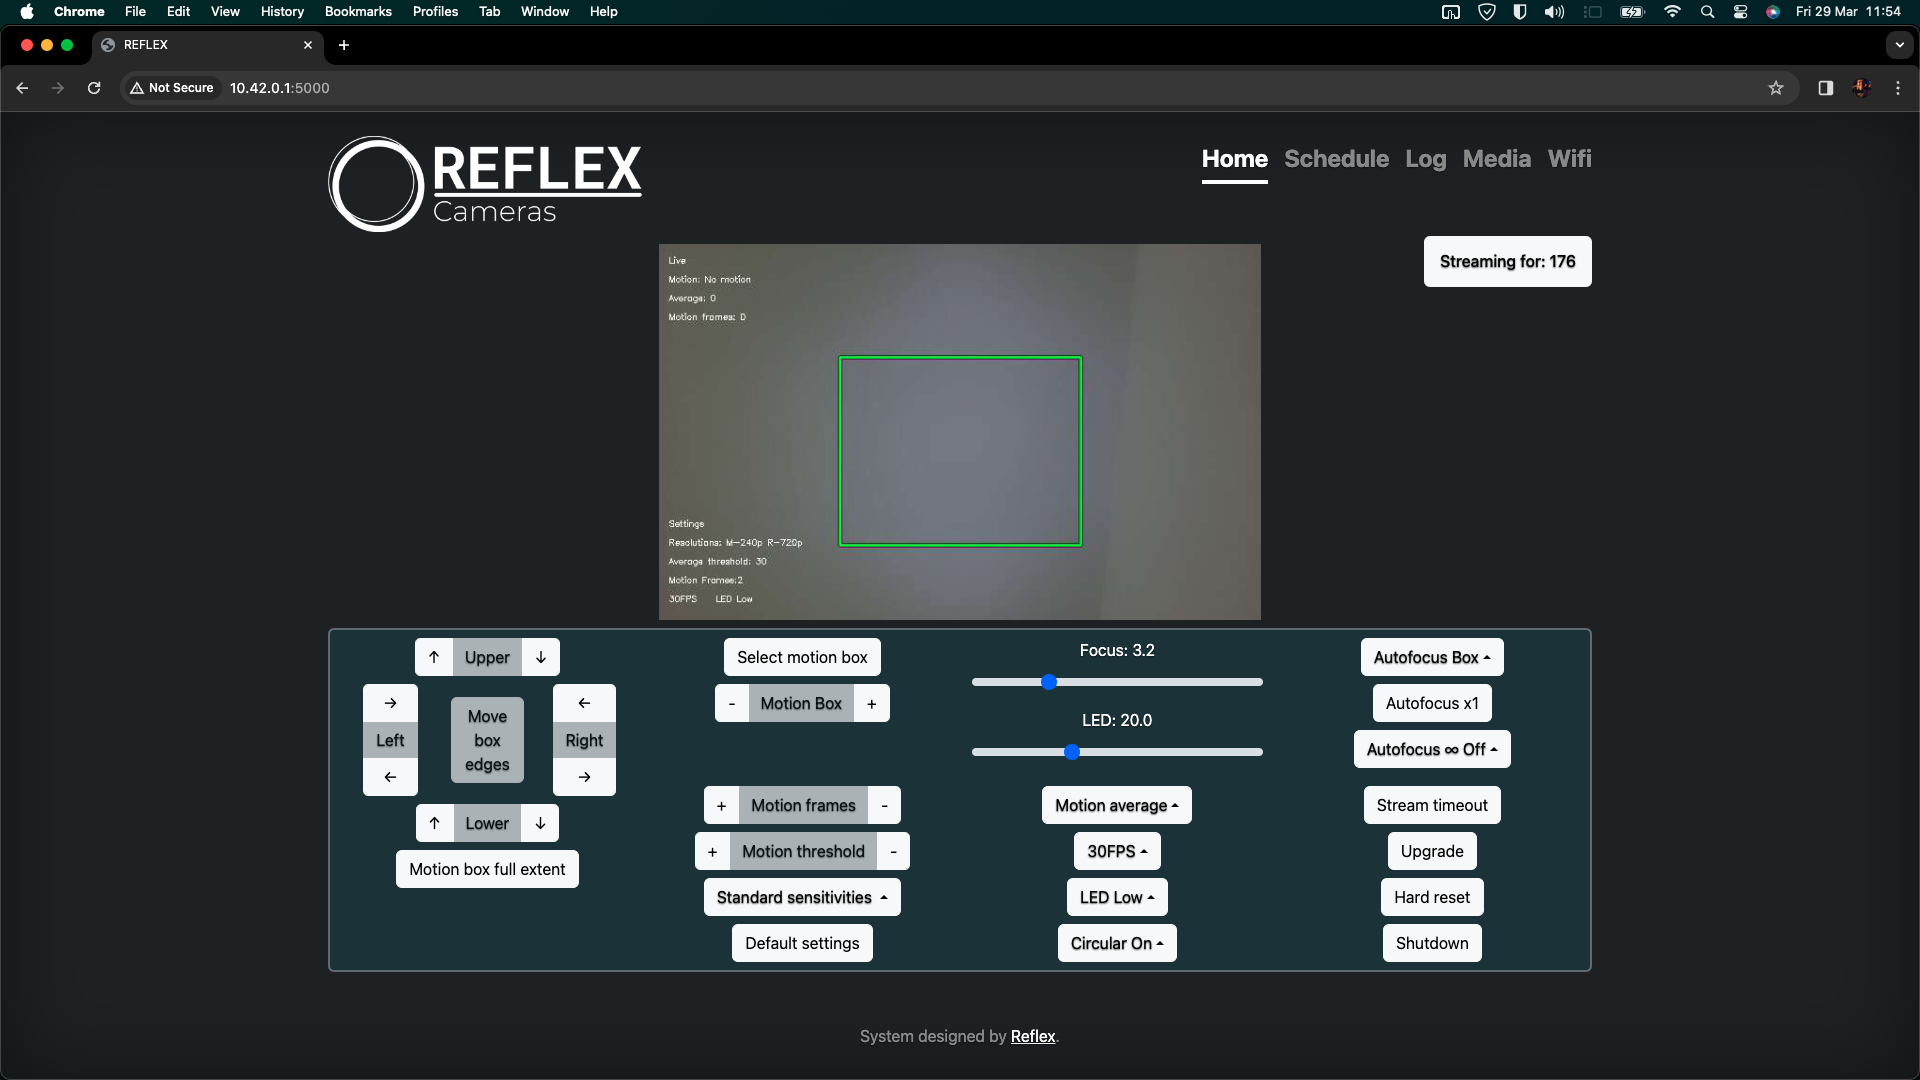 Chrome File Edit View History Bookmarks Profiles Tab Window Help Fri 29 Mar 11:54
REFLEX
Not Secure 10.42.0.1:5000
REFLEX
Cameras
Home Schedule Log Media Wifi
Streaming for: 176
Live
Motion: No motion
Average: 0
Motion frames: 0
Settings
Resolutions: M-240p R-720p
Average threshold: 30
Motion Frames:2
30FPS LED Low
↑ Upper ↓
→ Left ←
Move
box
edges
← Right →
↑ Lower ↓
Motion box full extent
Select motion box
- Motion Box +
+ Motion frames -
+ Motion threshold -
Standard sensitivities
Default settings
Focus: 3.2
LED: 20.0
Motion average
30FPS
LED Low
Circular On
Autofocus Box
Autofocus x1
Autofocus ∞ Off
Stream timeout
Upgrade
Hard reset
Shutdown
System designed by Reflex.